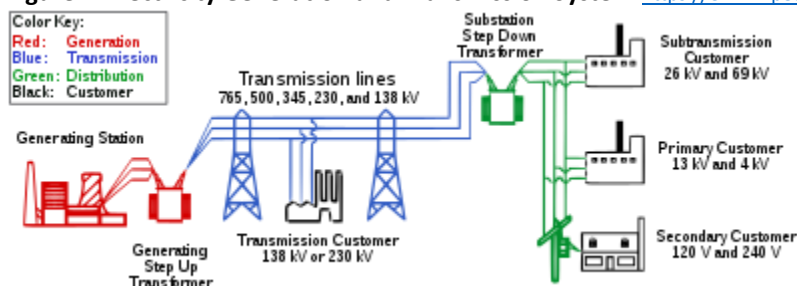 Color Key:
Red: Generation
Blue: Transmission
Green: Distribution
Black: Customer
Substation
Step Down
Transformer
Subtransmission
Customer
26 kV and 69 kV
Transmission lines
765, 500, 345, 230, and 138 kV
Generating Station
Primary Customer
13 kV and 4 kV
Transmission Customer
138 kV or 230 kV
Secondary Customer
120 V and 240 V
Generating
Step Up
Transformer